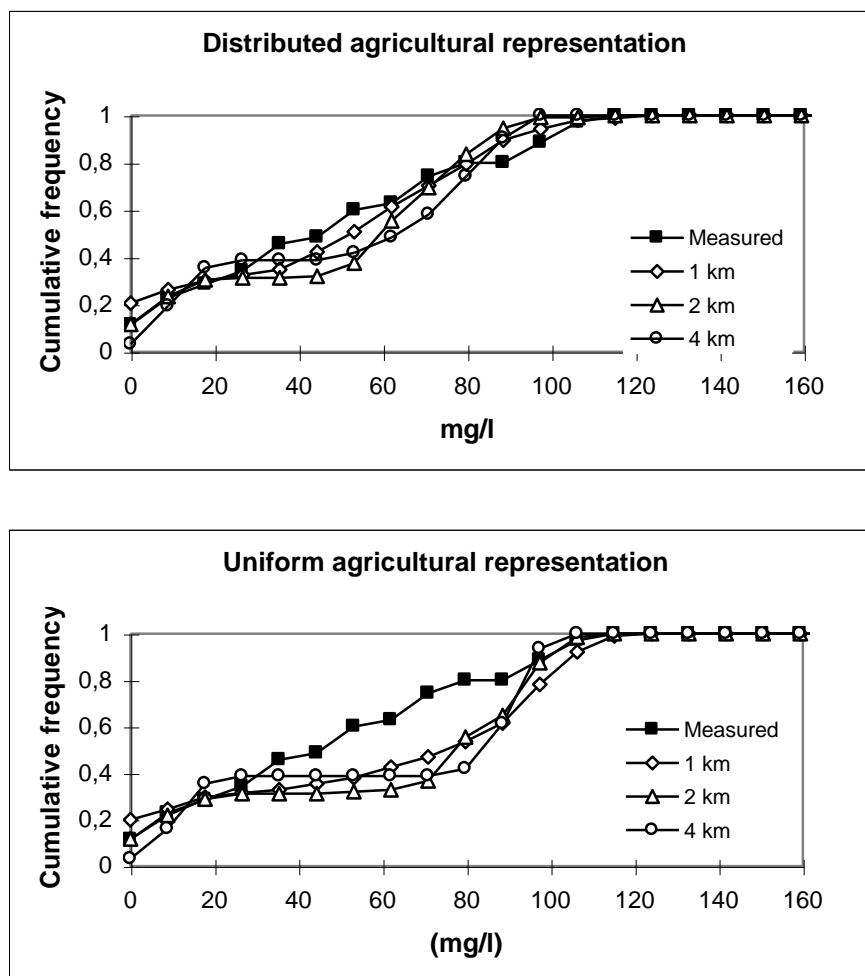 Distributed agricultural representation
Cumulative frequency
1
0,8
0,6
0,4
0,2
0
0 20 40 60 80 100 120 140 160
mg/l
Measured
1 km
2 km
4 km
Uniform agricultural representation
Cumulative frequency
1
0,8
0,6
0,4
0,2
0
0 20 40 60 80 100 120 140 160
(mg/l)
Measured
1 km
2 km
4 km